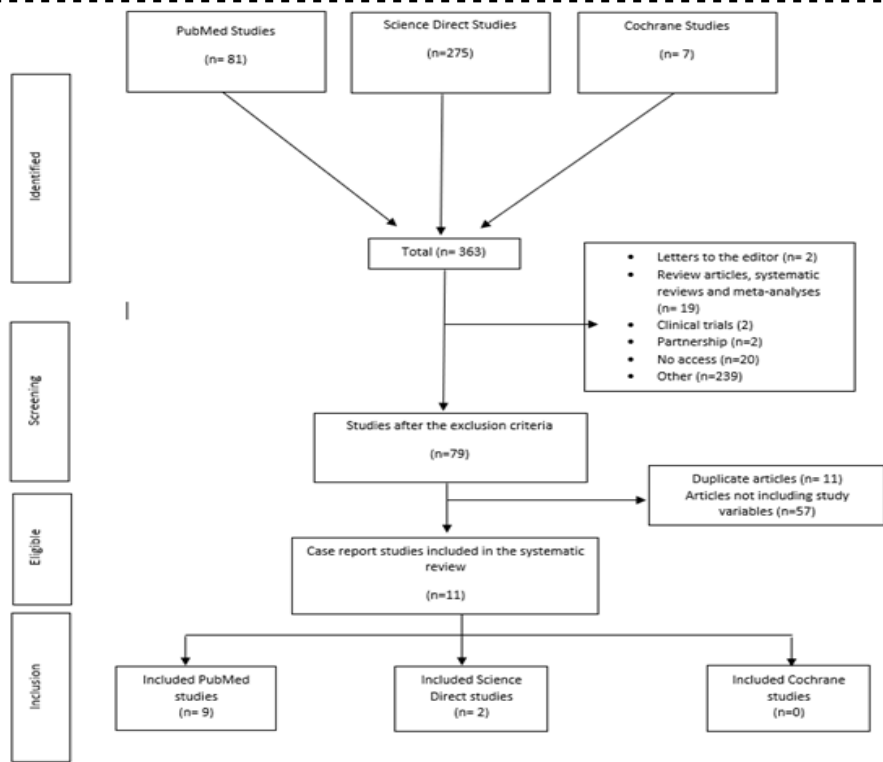 PubMed Studies
(n= 81)
Science Direct Studies
(n=275)
Cochrane Studies
(n= 7)
Identified
Total (n= 363)
• Letters to the editor (n= 2)
• Review articles, systematic
reviews and meta-analyses
(n= 19)
• Clinical trials (2)
• Partnership (n=2)
• No access (n=20)
• Other (n=239)
Screening
Studies after the exclusion criteria
(n=79)
Duplicate articles (n= 11)
Articles not including study
variables (n=57)
Eligible
Case report studies included in the systematic
review
(n=11)
Inclusion
Included PubMed
studies
(n= 9)
Included Science
Direct studies
(n= 2)
Included Cochrane
studies
(n=0)